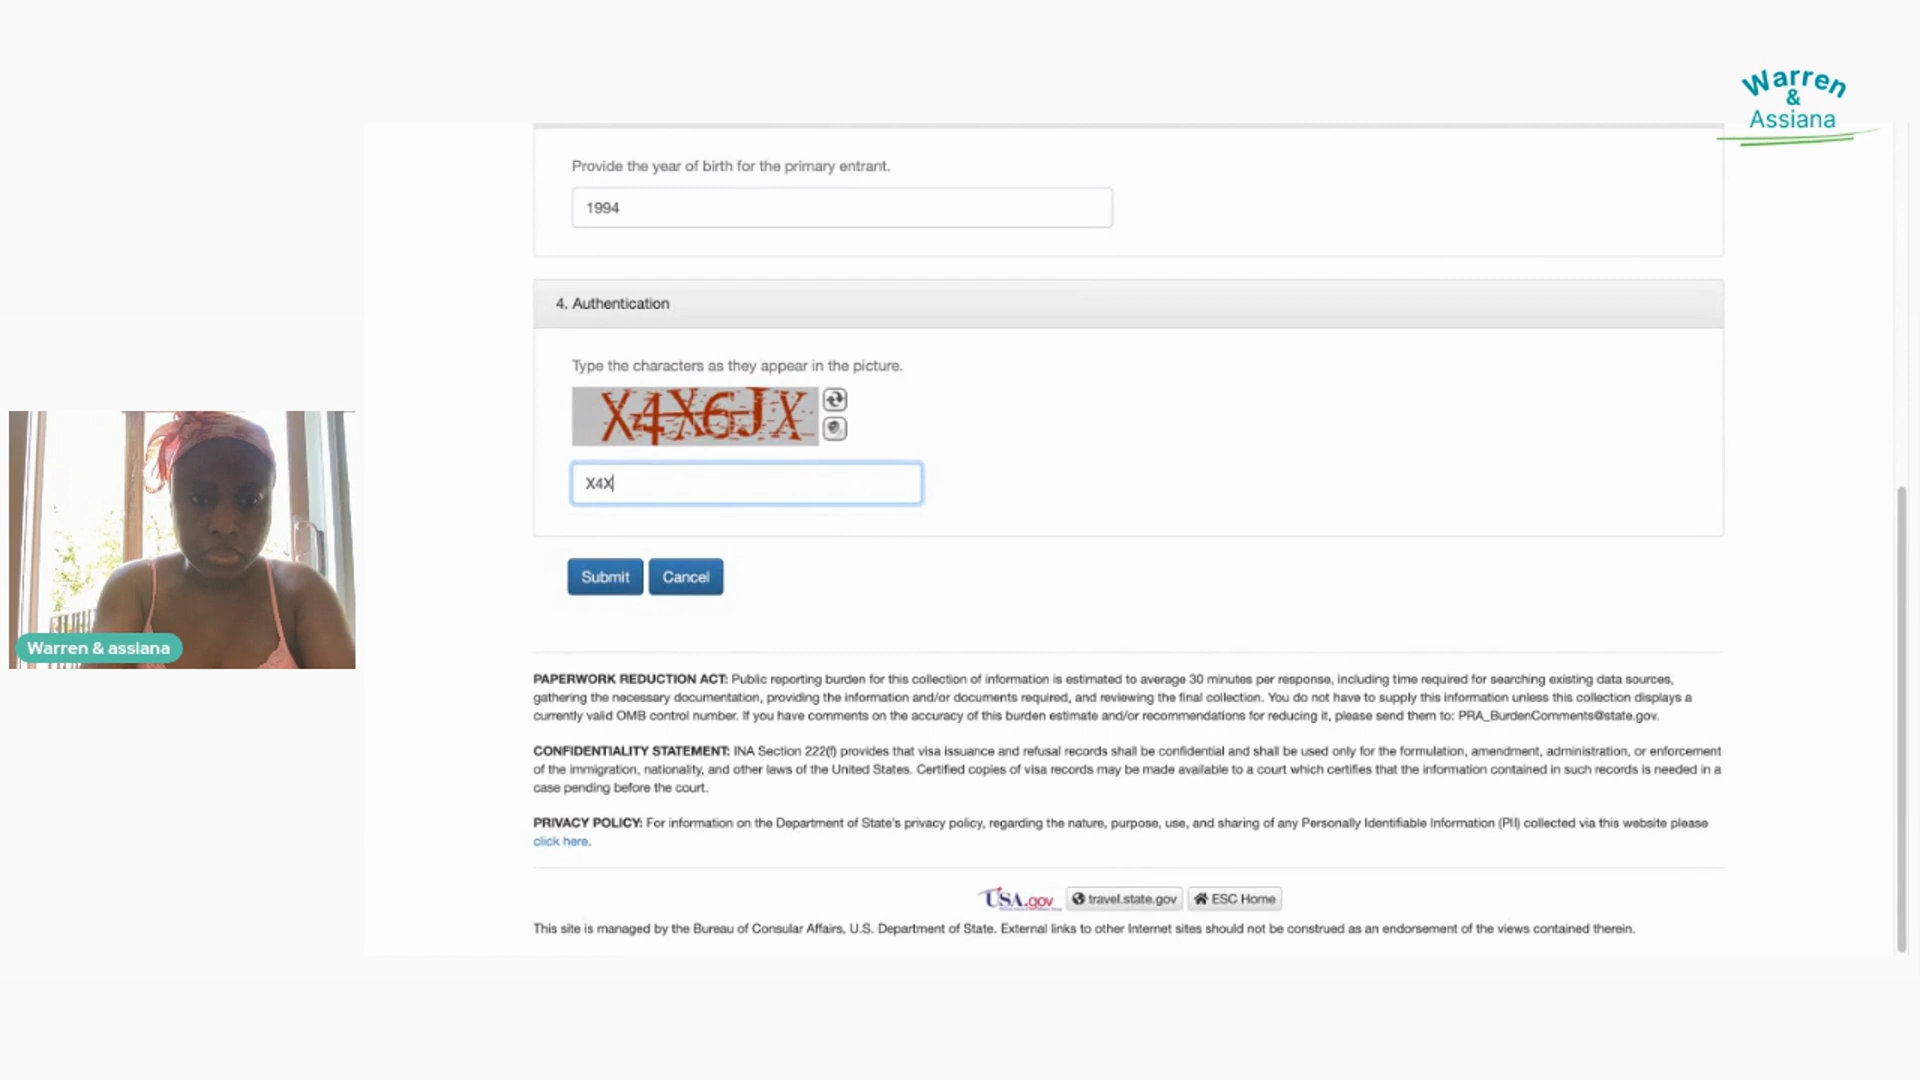 Warren
&
Assiana
Provide the year of birth for the primary entrant.
1994
4. Authentication
Type the characters as they appear in the picture.
X4X6JX
X4X
Submit Cancel
Warren & assiana
PAPERWORK REDUCTION ACT: Public reporting burden for this collection of information is estimated to average 30 minutes per response, including time required for searching existing data sources,
gathering the necessary documentation, providing the information and/or documents required, and reviewing the final collection. You do not have to supply this information unless this collection displays a
currently valid OMB control number. If you have comments on the accuracy of this burden estimate and/or recommendations for reducing it, please send them to: PRA_BurdenComments@state.gov.
CONFIDENTIALITY STATEMENT: INA Section 222(f) provides that visa issuance and refusal records shall be confidential and shall be used only for the formulation, amendment, administration, or enforcement
of the immigration, nationality, and other laws of the United States. Certified copies of visa records may be made available to a court which certifies that the information contained in such records is needed in a
case pending before the court.
PRIVACY POLICY: For information on the Department of State's privacy policy, regarding the nature, purpose, use, and sharing of any Personally Identifiable Information (PII) collected via this website please
click here.
USA.gov travel.state.gov ESC Home
This site is managed by the Bureau of Consular Affairs, U.S. Department of State. External links to other Internet sites should not be construed as an endorsement of the views contained therein.